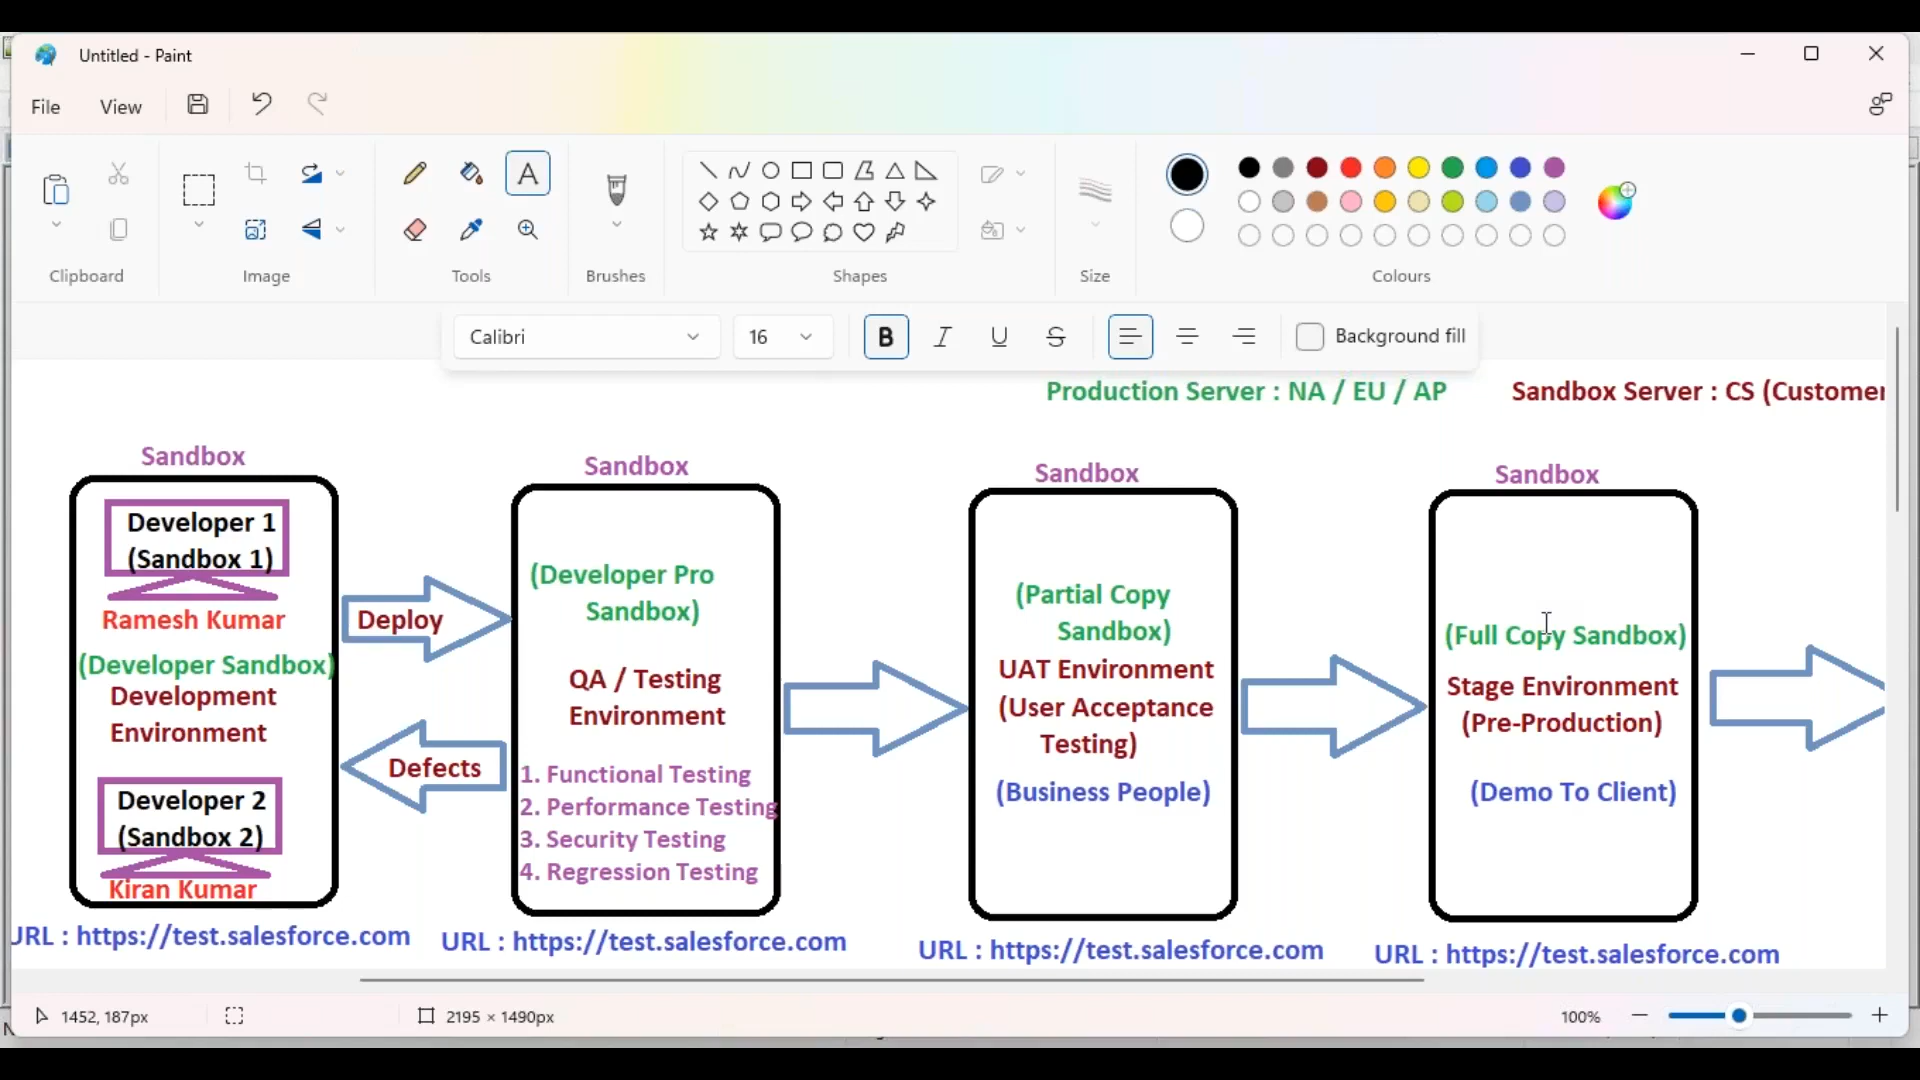 Untitled - Paint
File
View
Clipboard
Image
Tools
Brushes
Shapes
Size
Colours
Calibri
16
B
Background fill
Production Server : NA / EU / AP
Sandbox Server : CS (Customer
Sandbox
Developer 1
(Sandbox 1)
Ramesh Kumar
(Developer Sandbox)
Development
Environment
Developer 2
(Sandbox 2)
Kiran Kumar
URL : https://test.salesforce.com
Deploy
Defects
Sandbox
(Developer Pro
Sandbox)
QA / Testing
Environment
1. Functional Testing
2. Performance Testing
3. Security Testing
4. Regression Testing
URL : https://test.salesforce.com
Sandbox
(Partial Copy
Sandbox)
UAT Environment
(User Acceptance
Testing)
(Business People)
URL : https://test.salesforce.com
Sandbox
(Full Copy Sandbox)
Stage Environment
(Pre-Production)
(Demo To Client)
URL : https://test.salesforce.com
1452, 187px
2195 × 1490px
100%